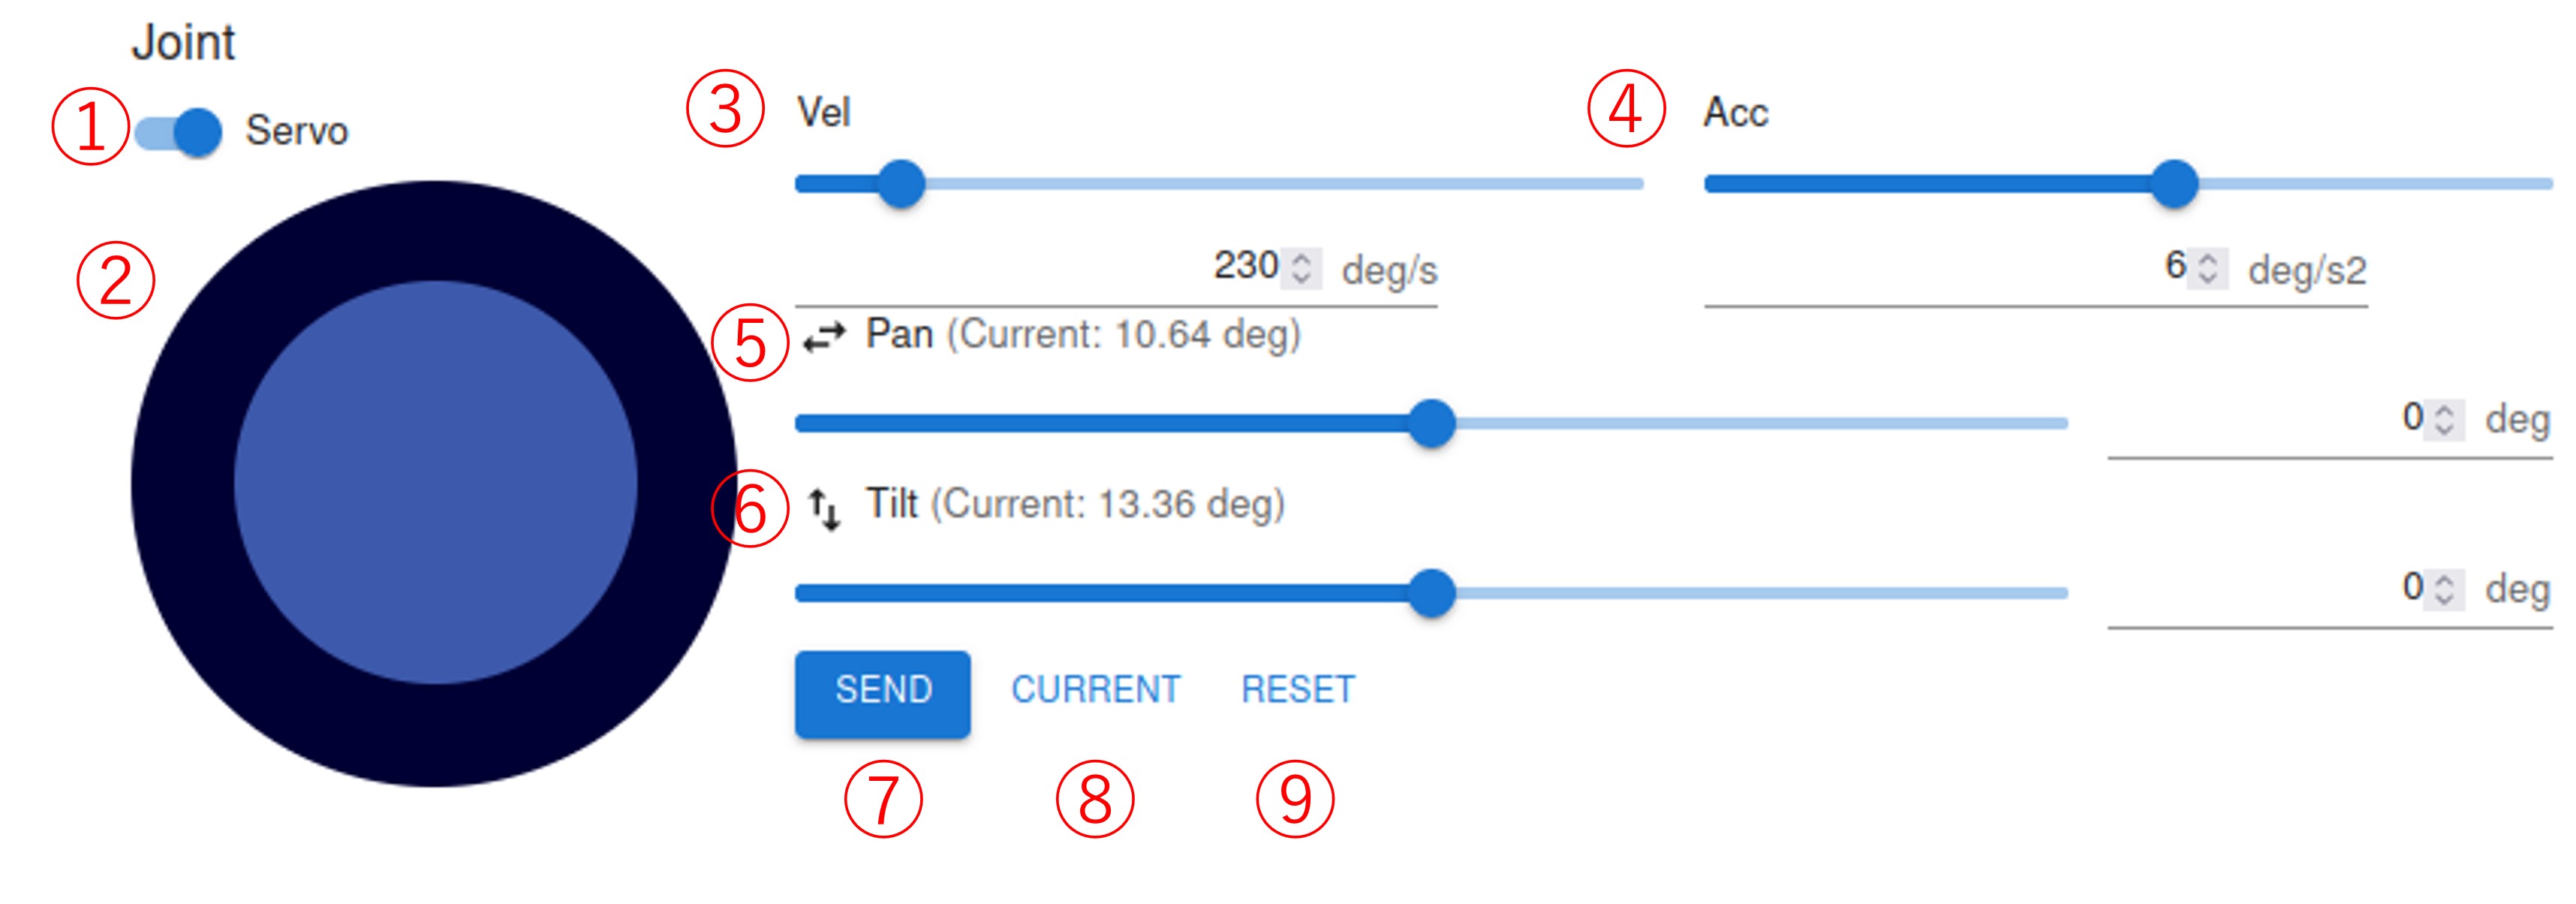 Joint
① Servo
②
③ Vel
230 deg/s
④ Acc
6 deg/s2
⑤ Pan (Current: 10.64 deg)
0 deg
⑥ Tilt (Current: 13.36 deg)
0 deg
SEND CURRENT RESET
⑦ ⑧ ⑨